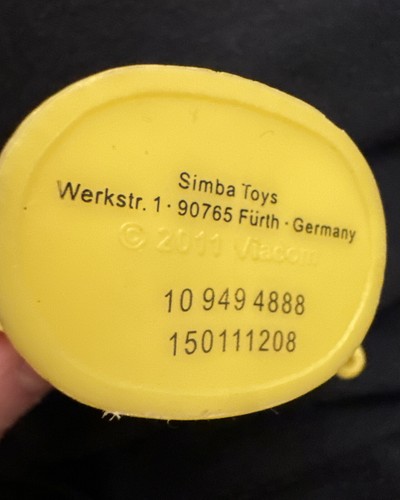 Simba Toys
Werkstr. 1 · 90765 Fürth · Germany
© 2011 Viacom
10 949 4888
150111208